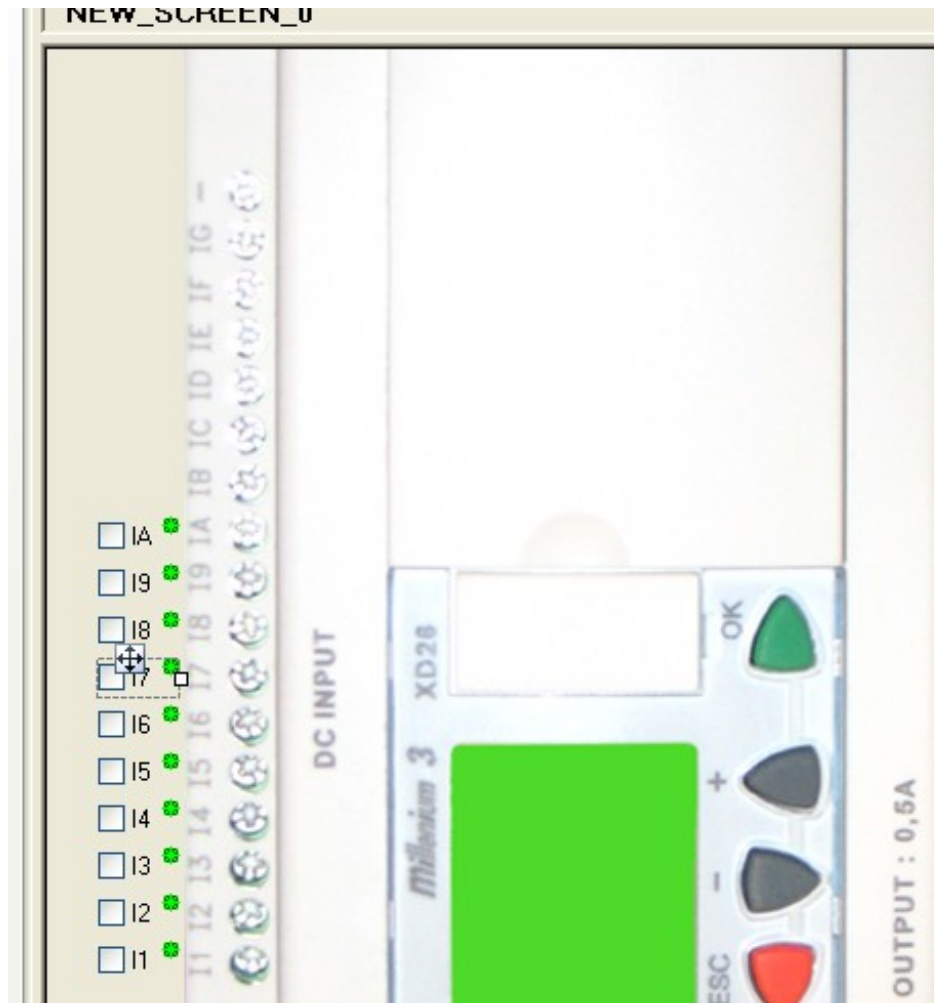 NEW_SCREEN_0
IA
I9
I8
I7
I6
I5
I4
I3
I2
I1
–
IG
IF
IE
ID
IC
IB
IA
I9
I8
I7
I6
I5
I4
I3
I2
I1
DC INPUT
XD26
Millenium 3
OK
+
–
ESC
OUTPUT : 0,5A